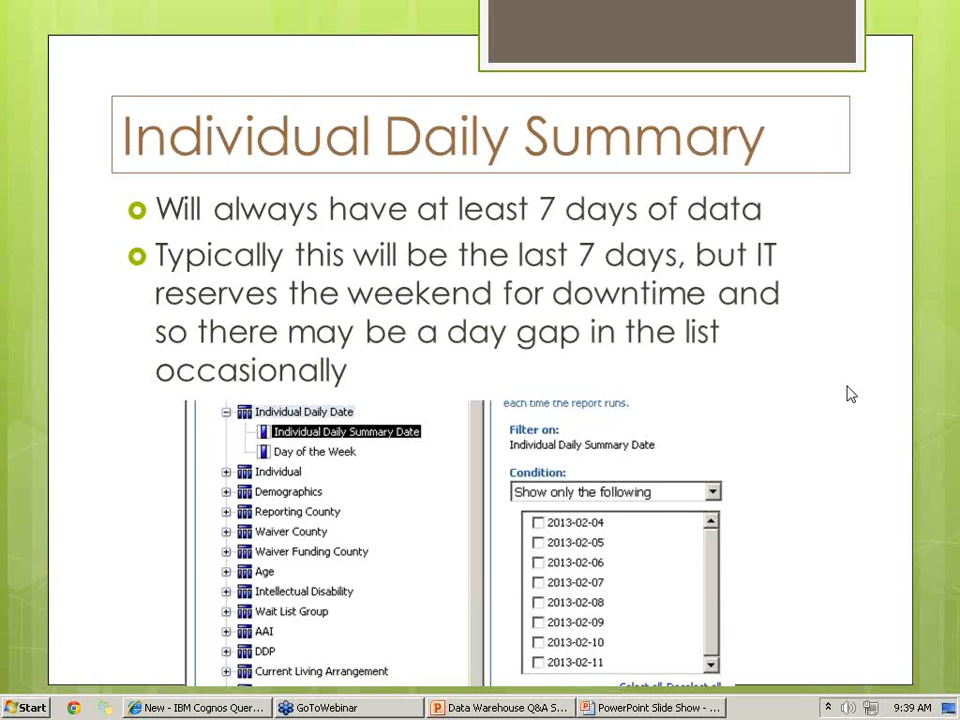 Individual Daily Summary
Will always have at least 7 days of data
Typically this will be the last 7 days, but IT
reserves the weekend for downtime and
so there may be a day gap in the list
occasionally
Individual Daily Date
Individual Daily Summary Date
Day of the Week
Individual
Demographics
Reporting County
Waiver County
Waiver Funding County
Age
Intellectual Disability
Wait List Group
AAI
DDP
Current Living Arrangement
each time the report runs.
Filter on:
Individual Daily Summary Date
Condition:
Show only the following
2013-02-04
2013-02-05
2013-02-06
2013-02-07
2013-02-08
2013-02-09
2013-02-10
2013-02-11
Select all Deselect all
Start
New - IBM Cognos Quer...
GoToWebinar
Data Warehouse Q&A S...
PowerPoint Slide Show - ...
9:39 AM